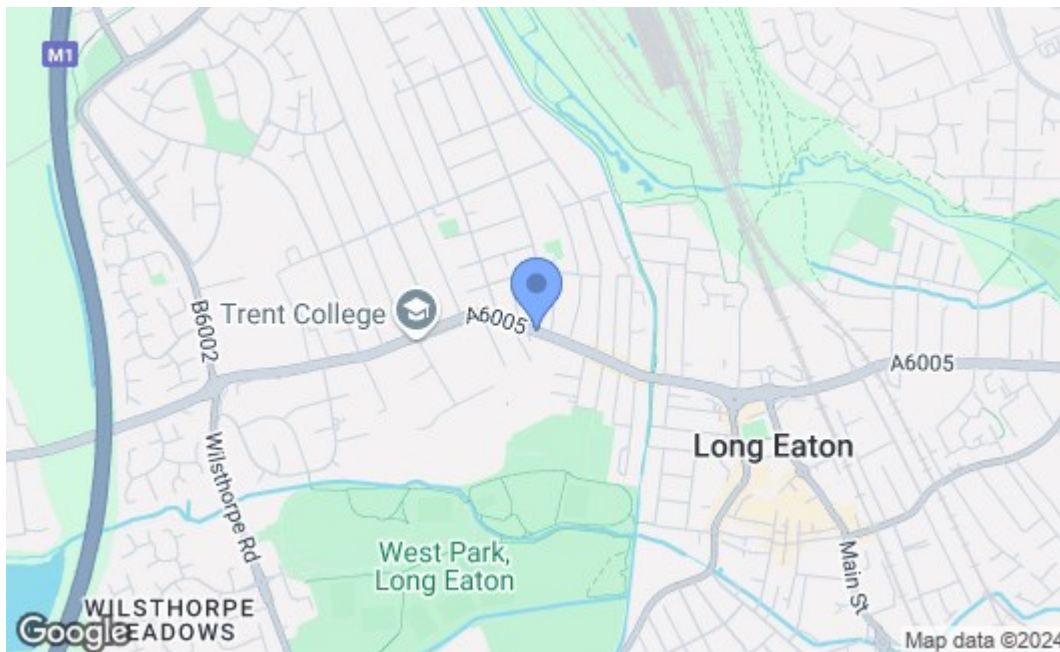 M1
Trent College
A6005
B6002
A6005
Long Eaton
Wilsthorpe Rd
West Park,
Long Eaton
Main St
WILSTHORPE
MEADOWS
Google
Map data ©2024